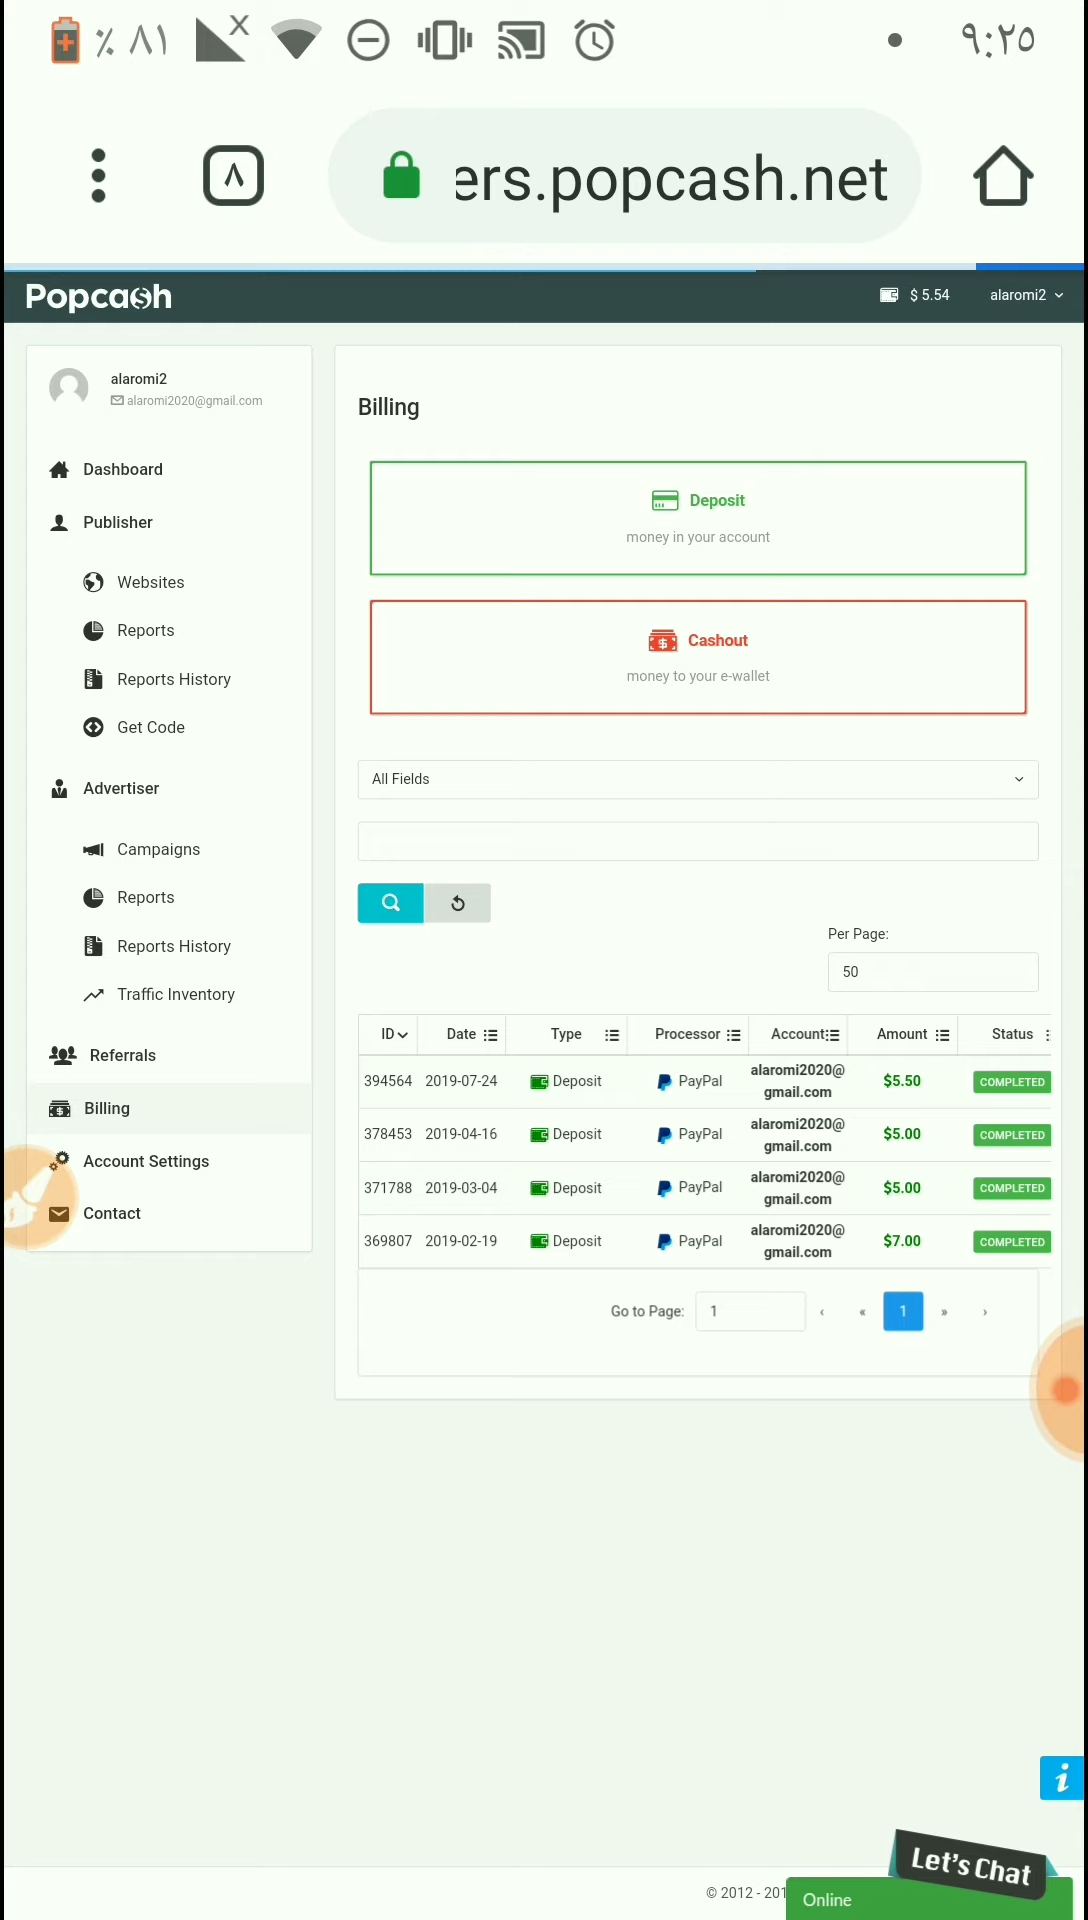 ٪ ٨١
٩:٢٥
٨
ers.popcash.net
Popcash
$ 5.54
alaromi2
alaromi2
alaromi2020@gmail.com
Dashboard
Publisher
Websites
Reports
Reports History
Get Code
Advertiser
Campaigns
Reports
Reports History
Traffic Inventory
Referrals
Billing
Account Settings
Contact
Billing
Deposit
money in your account
Cashout
money to your e-wallet
All Fields
Per Page:
50
ID Date Type Processor Account Amount Status
394564 2019-07-24 Deposit PayPal alaromi2020@gmail.com $5.50 COMPLETED
378453 2019-04-16 Deposit PayPal alaromi2020@gmail.com $5.00 COMPLETED
371788 2019-03-04 Deposit PayPal alaromi2020@gmail.com $5.00 COMPLETED
369807 2019-02-19 Deposit PayPal alaromi2020@gmail.com $7.00 COMPLETED
Go to Page: 1 ‹ « 1 » ›
i
Let's Chat
© 2012 - 201
Online